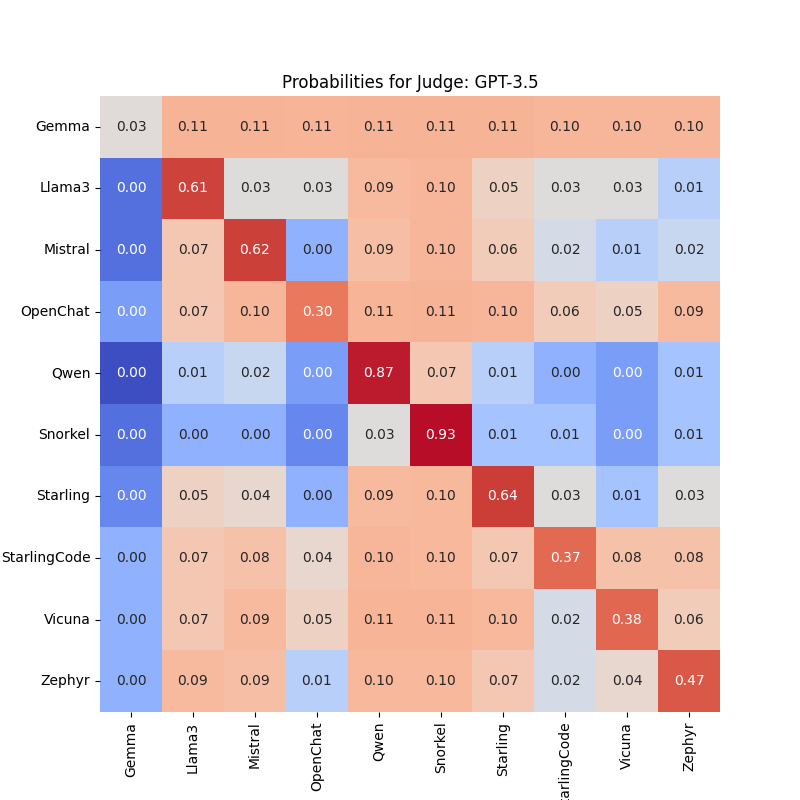 Probabilities for Judge: GPT-3.5
Gemma 0.03 0.11 0.11 0.11 0.11 0.11 0.11 0.10 0.10 0.10
Llama3 0.00 0.61 0.03 0.03 0.09 0.10 0.05 0.03 0.03 0.01
Mistral 0.00 0.07 0.62 0.00 0.09 0.10 0.06 0.02 0.01 0.02
OpenChat 0.00 0.07 0.10 0.30 0.11 0.11 0.10 0.06 0.05 0.09
Qwen 0.00 0.01 0.02 0.00 0.87 0.07 0.01 0.00 0.00 0.01
Snorkel 0.00 0.00 0.00 0.00 0.03 0.93 0.01 0.01 0.00 0.01
Starling 0.00 0.05 0.04 0.00 0.09 0.10 0.64 0.03 0.01 0.03
StarlingCode 0.00 0.07 0.08 0.04 0.10 0.10 0.07 0.37 0.08 0.08
Vicuna 0.00 0.07 0.09 0.05 0.11 0.11 0.10 0.02 0.38 0.06
Zephyr 0.00 0.09 0.09 0.01 0.10 0.10 0.07 0.02 0.04 0.47
Gemma Llama3 Mistral OpenChat Qwen Snorkel Starling arlingCode Vicuna Zephyr